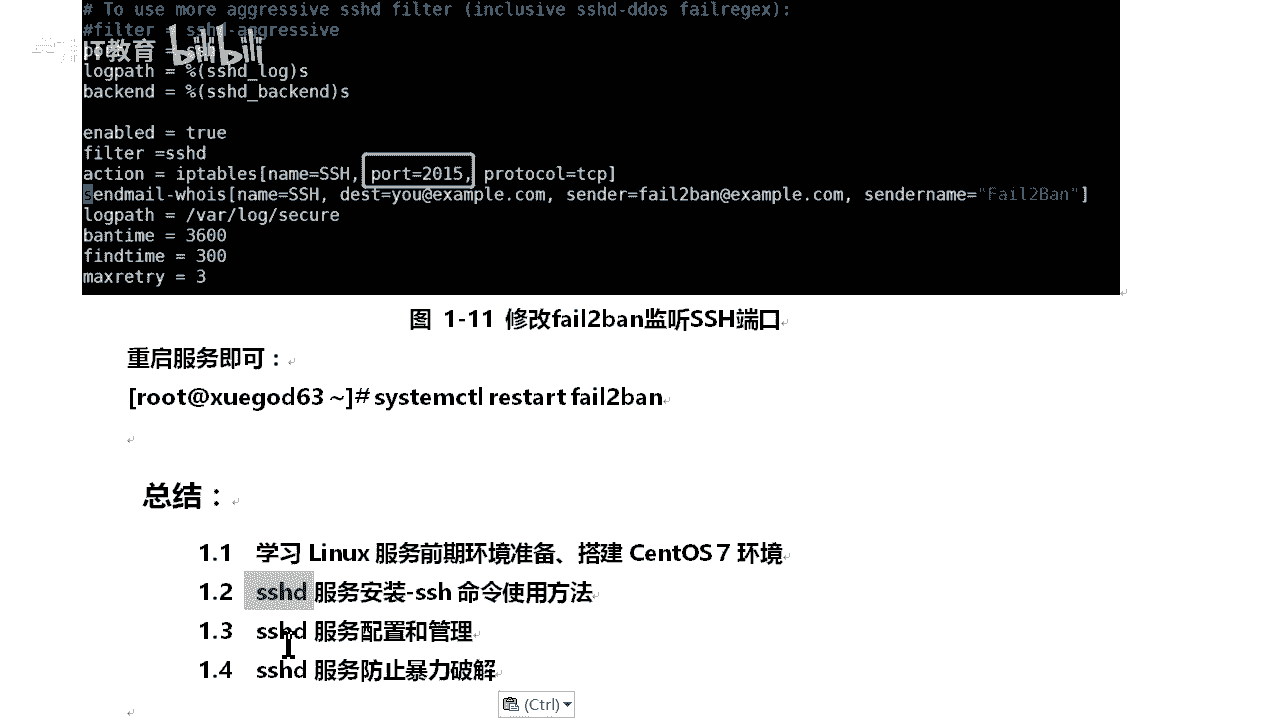 # To use more aggressive sshd filter (inclusive sshd-ddos failregex):
#filter = sshd-aggressive
IT教育 bilibili
logpath = %(sshd_log)s
backend = %(sshd_backend)s
enabled = true
filter =sshd
action = iptables[name=SSH, port=2015, protocol=tcp]
sendmail-whois[name=SSH, dest=you@example.com, sender=fail2ban@example.com, sendername="Fail2Ban"]
logpath = /var/log/secure
bantime = 3600
findtime = 300
maxretry = 3
图 1-11 修改fail2ban监听SSH端口
重启服务即可：
[root@xuegod63 ~]# systemctl restart fail2ban
总结：
1.1 学习 Linux 服务前期环境准备、搭建 CentOS 7 环境
1.2 sshd 服务安装-ssh 命令使用方法
1.3 sshd 服务配置和管理
1.4 sshd 服务防止暴力破解
(Ctrl)